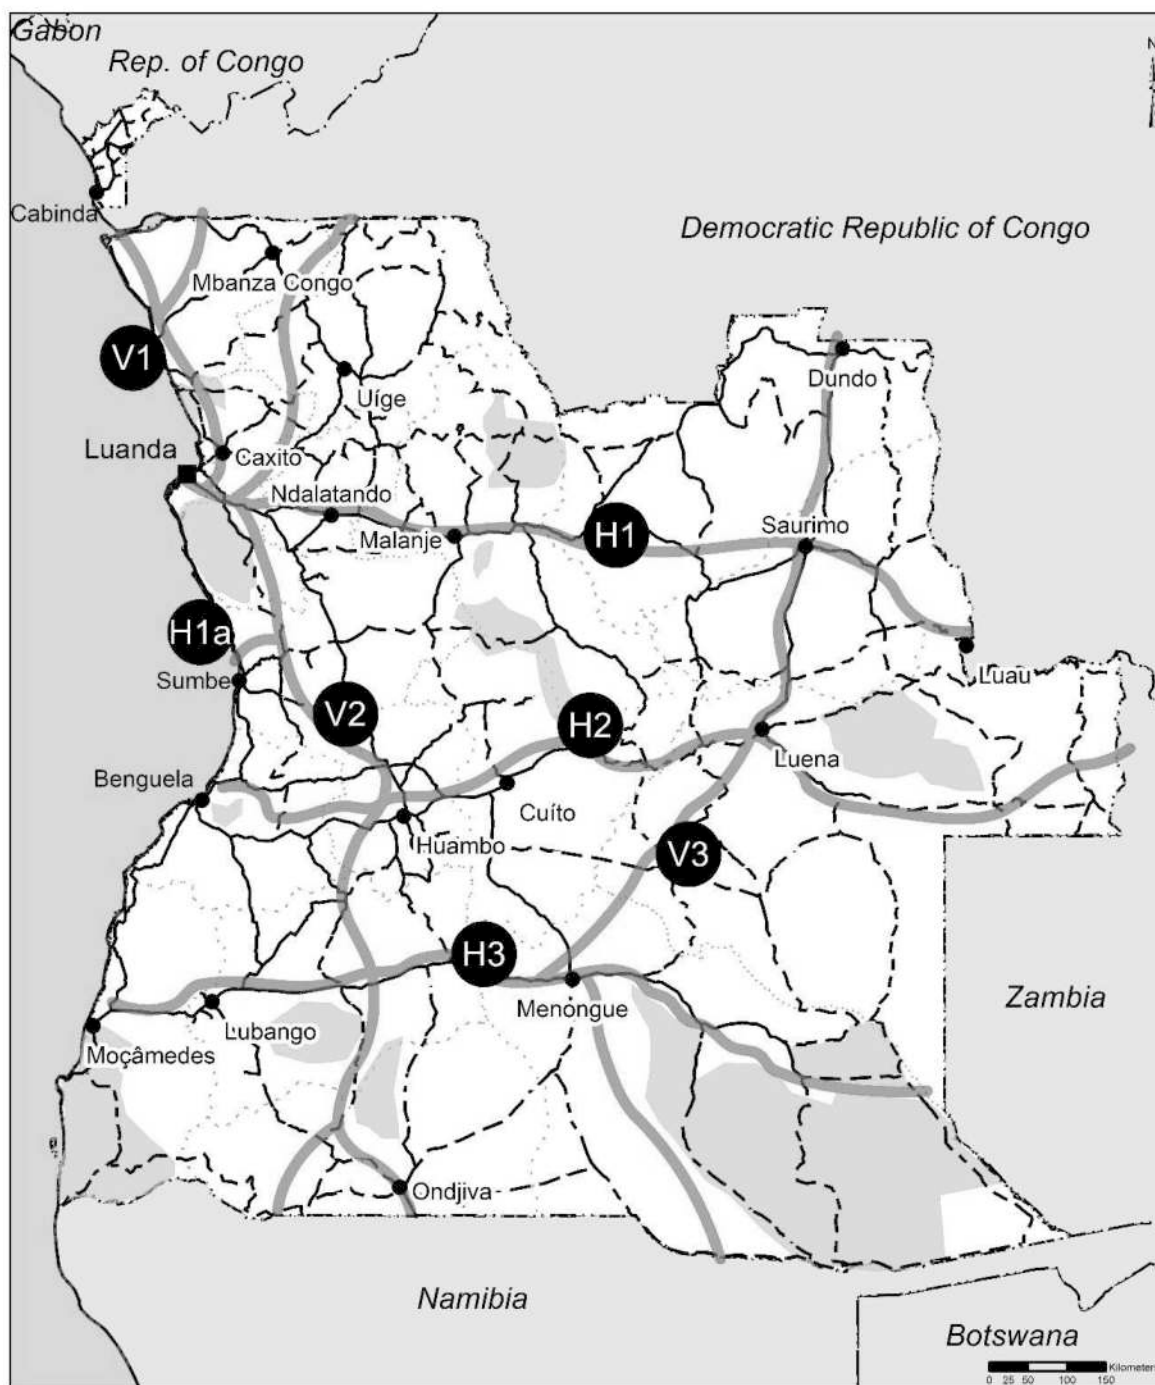 Gabon
Rep. of Congo
N
Cabinda
Democratic Republic of Congo
Mbanza Congo
V1
Dundo
Uíge
Luanda
Caxito
Ndalatando
Saurimo
Malanje
H1
H1a
Sumbe
Luau
V2
H2
Luena
Benguela
Cuíto
Huambo
V3
H3
Menongue
Zambia
Lubango
Moçâmedes
Ondjiva
Namibia
Botswana
Kilometers
0 25 50 100 150